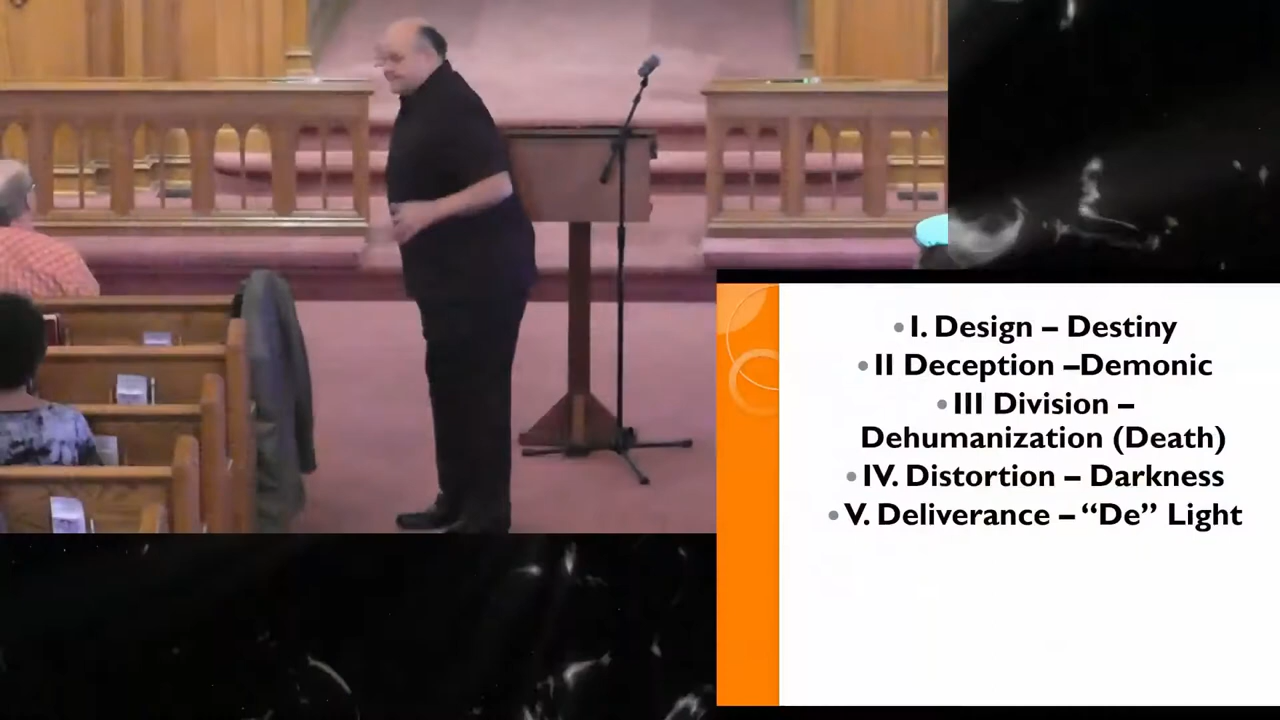 •I. Design – Destiny
•II Deception –Demonic
•III Division –
Dehumanization (Death)
•IV. Distortion – Darkness
•V. Deliverance – “De” Light